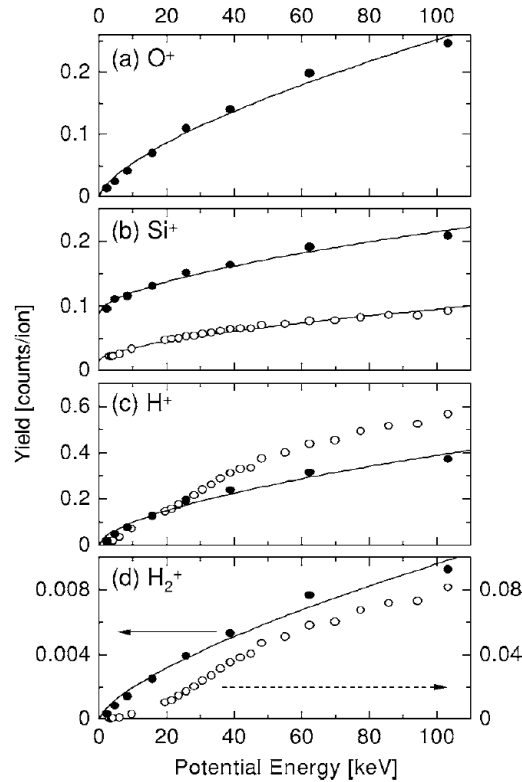 0 20 40 60 80 100
(a) O+
0.2
0.1
0
(b) Si+
0.2
0.1
0
(c) H+
0.6
0.4
0.2
0
(d) H2+
0.008
0.08
0.004
0.04
0
0
0 20 40 60 80 100
Potential Energy [keV]
Yield [counts/ion]